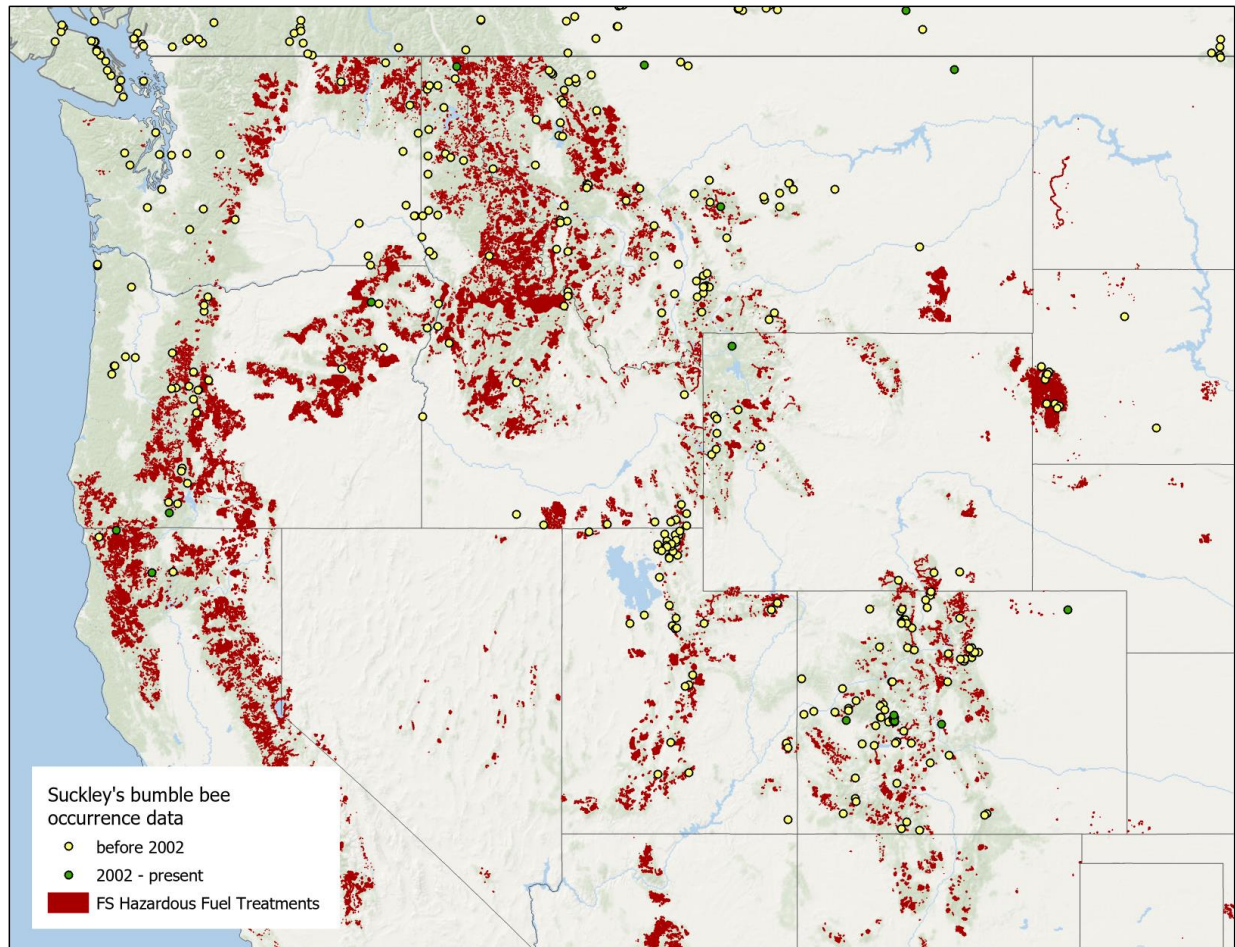 Suckley's bumble bee
occurrence data
before 2002
2002 - present
FS Hazardous Fuel Treatments